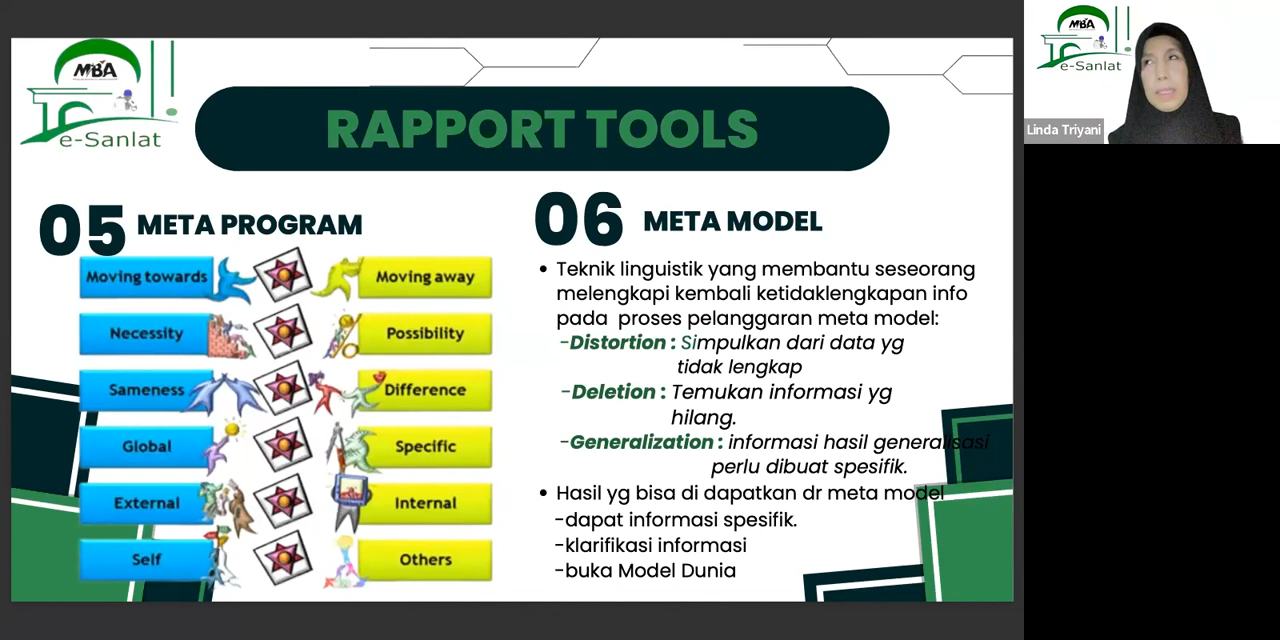 MBA
e-Sanlat
RAPPORT TOOLS
05 META PROGRAM
Moving towards
Moving away
Necessity
Possibility
Sameness
Difference
Global
Specific
External
Internal
Self
Others
06 META MODEL
• Teknik linguistik yang membantu seseorang
melengkapi kembali ketidaklengkapan info
pada proses pelanggaran meta model:
-Distortion : Simpulkan dari data yg
tidak lengkap
-Deletion : Temukan informasi yg
hilang.
-Generalization : informasi hasil generalisasi
perlu dibuat spesifik.
• Hasil yg bisa di dapatkan dr meta model
-dapat informasi spesifik.
-klarifikasi informasi
-buka Model Dunia
MBA
e-Sanlat
Linda Triyani